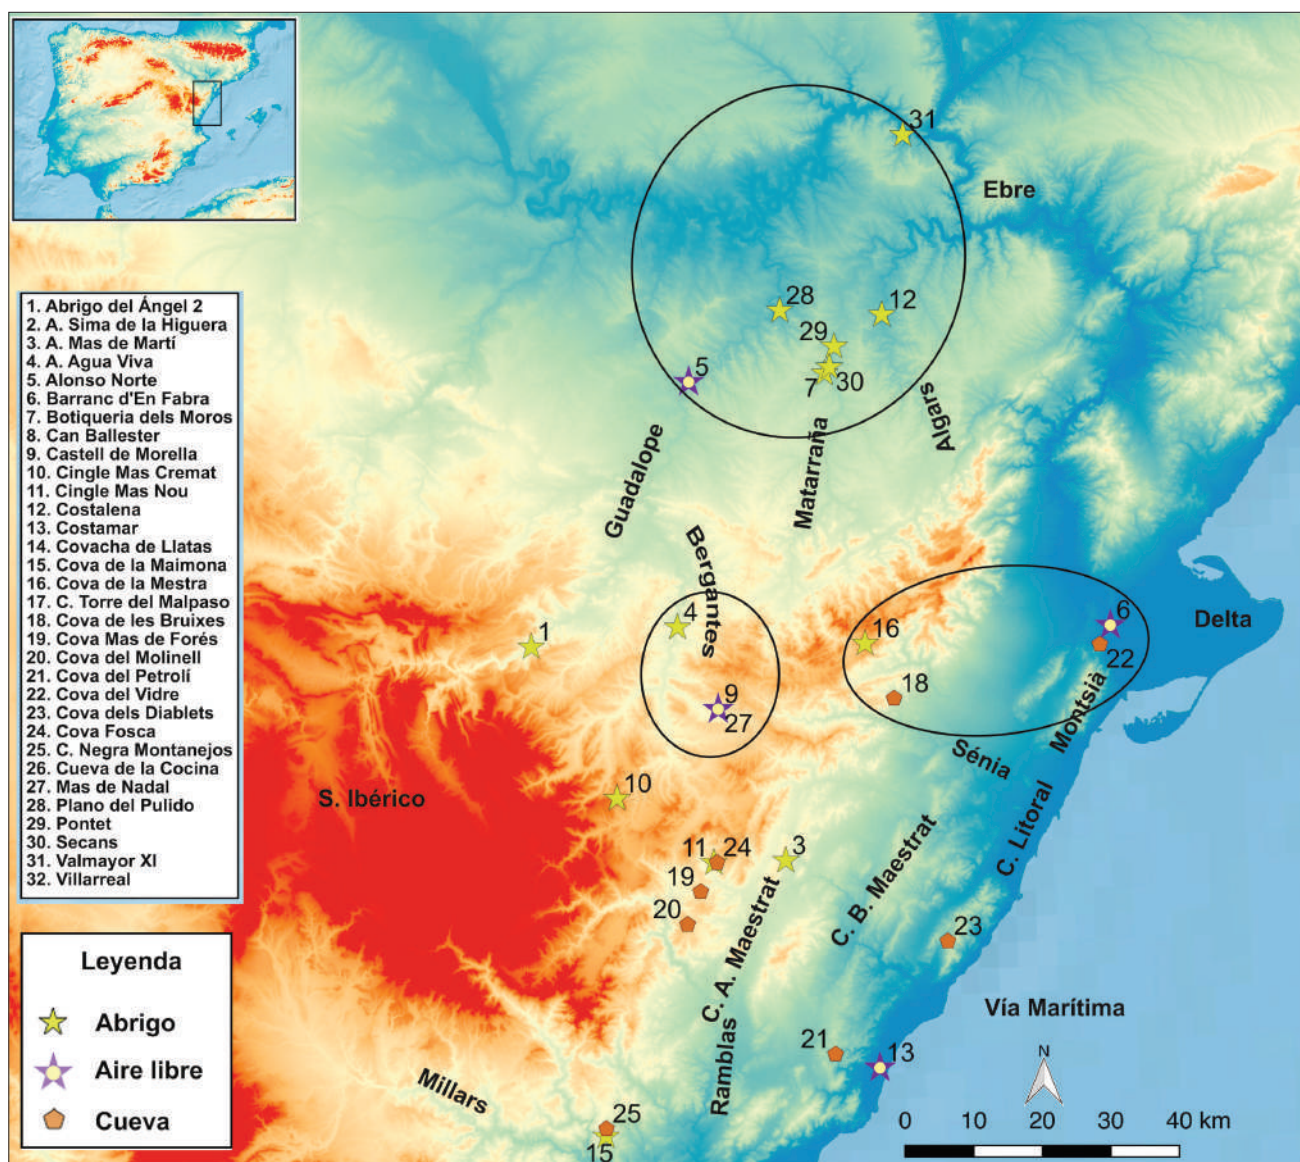 31
Ebre
28
12
29
5
30
7
Algars
Matarraña
Guadalope
Bergantes
1. Abrigo del Ángel 2
2. A. Sima de la Higuera
3. A. Mas de Martí
4. A. Agua Viva
5. Alonso Norte
6. Barranc d'En Fabra
7. Botiqueria dels Moros
8. Can Ballester
9. Castell de Morella
10. Cingle Mas Cremat
11. Cingle Mas Nou
12. Costalena
13. Costamar
14. Covacha de Llatas
15. Cova de la Maimona
16. Cova de la Mestra
17. C. Torre del Malpaso
18. Cova de les Bruixes
19. Cova Mas de Forés
20. Cova del Molinell
21. Cova del Petrolí
22. Cova del Vidre
23. Cova dels Diablets
24. Cova Fosca
25. C. Negra Montanejos
26. Cueva de la Cocina
27. Mas de Nadal
28. Plano del Pulido
29. Pontet
30. Secans
31. Valmayor XI
32. Villarreal
4
1
16
6
Delta
22
18
9
27
Montsià
Sénia
S. Ibérico
10
C. Litoral
11
24
3
C. B. Maestrat
19
20
C. A. Maestrat
23
Leyenda
Abrigo
Aire libre
Cueva
Vía Marítima
N
21
13
Ramblas
Millars
25
15
0 10 20 30 40 km